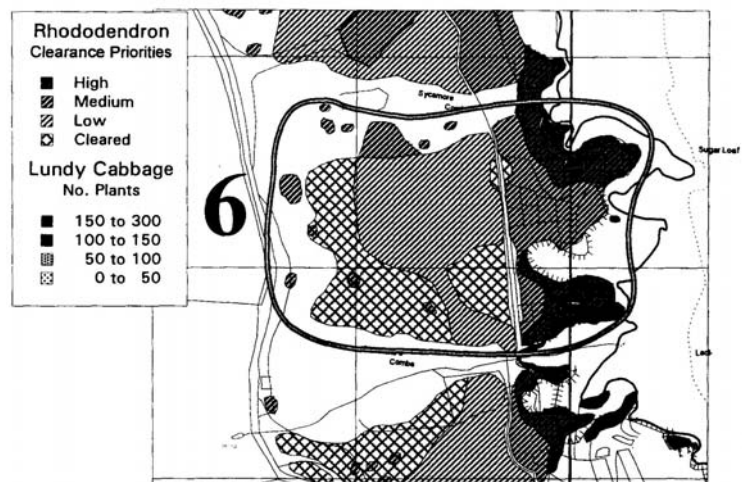 Rhododendron
Clearance Priorities
High
Medium
Low
Cleared
Lundy Cabbage
No. Plants
150 to 300
100 to 150
50 to 100
0 to 50
6
Sycamore
Sugar Loaf
Combe